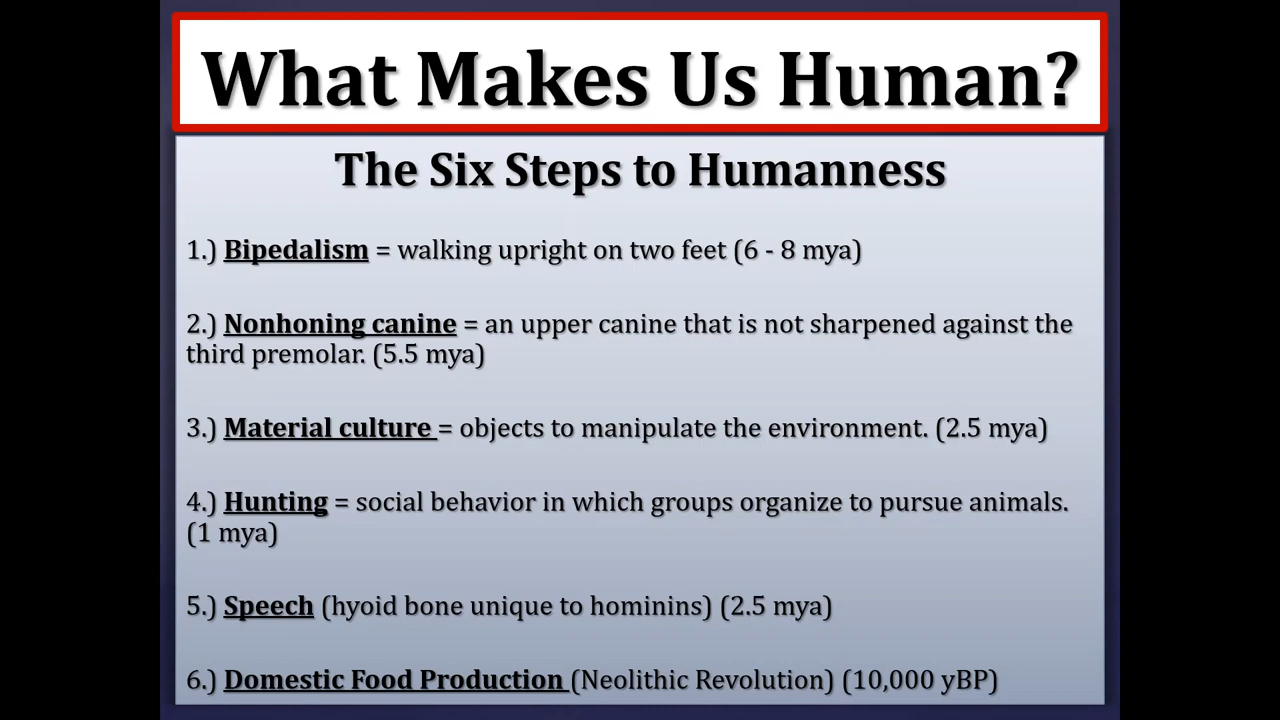 What Makes Us Human?
The Six Steps to Humanness
1.) Bipedalism = walking upright on two feet (6 - 8 mya)
2.) Nonhoning canine = an upper canine that is not sharpened against the
third premolar. (5.5 mya)
3.) Material culture = objects to manipulate the environment. (2.5 mya)
4.) Hunting = social behavior in which groups organize to pursue animals.
(1 mya)
5.) Speech (hyoid bone unique to hominins) (2.5 mya)
6.) Domestic Food Production (Neolithic Revolution) (10,000 yBP)